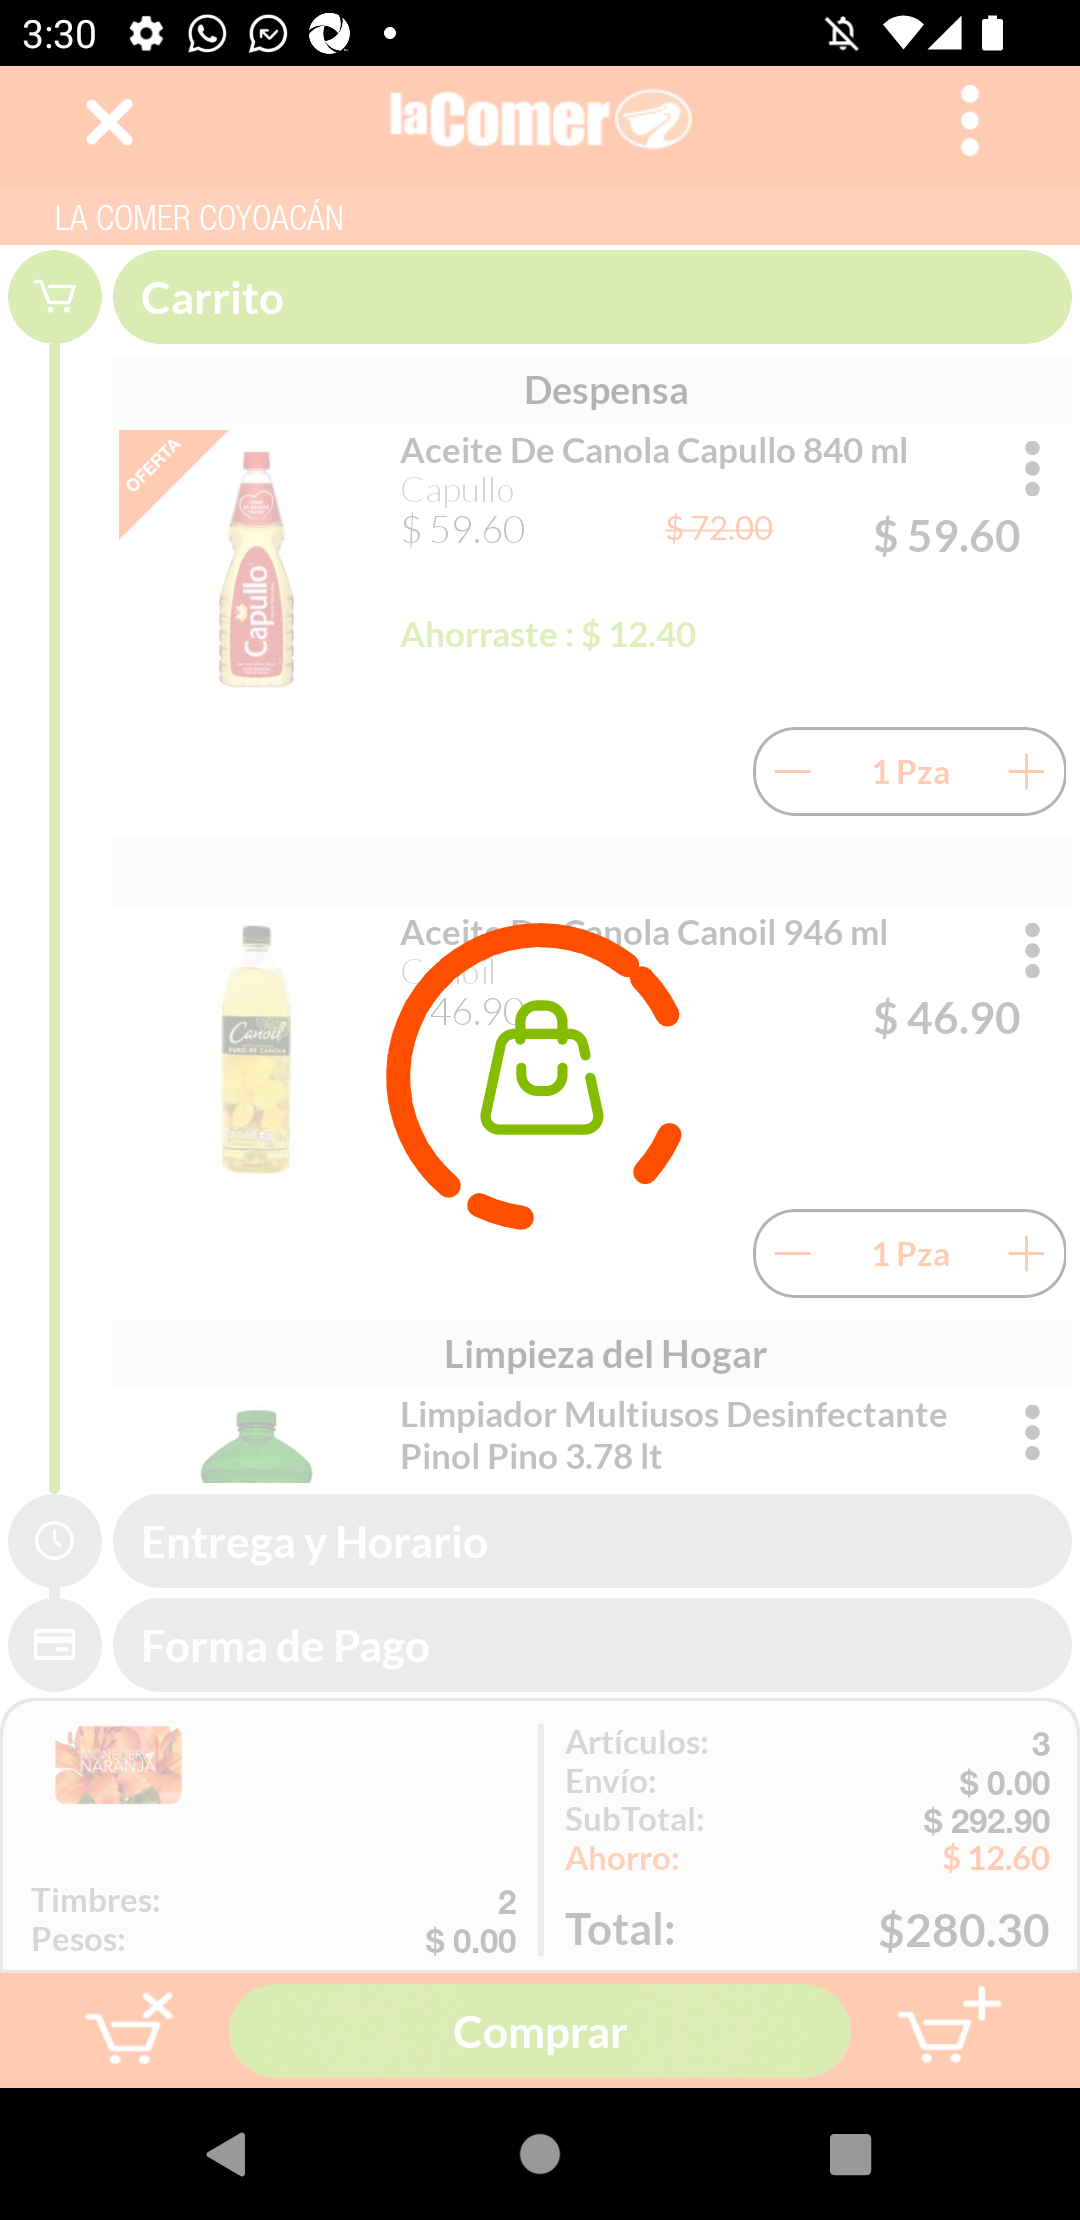 3:30
laComer
LA COMER COYOACÁN
Carrito
Despensa
OFERTA
Capullo
Aceite De Canola Capullo 840 ml
Capullo
$ 59.60
$ 72.00
$ 59.60
Ahorraste : $ 12.40
1 Pza
Canoil
Aceite De Canola Canoil 946 ml
Canoil
46.90
$ 46.90
1 Pza
Limpieza del Hogar
Limpiador Multiusos Desinfectante
Pinol Pino 3.78 lt
Entrega y Horario
Forma de Pago
MONEDERO
NARANJA
Timbres: 2
Pesos: $ 0.00
Artículos: 3
Envío: $ 0.00
SubTotal: $ 292.90
Ahorro: $ 12.60
Total: $280.30
Comprar